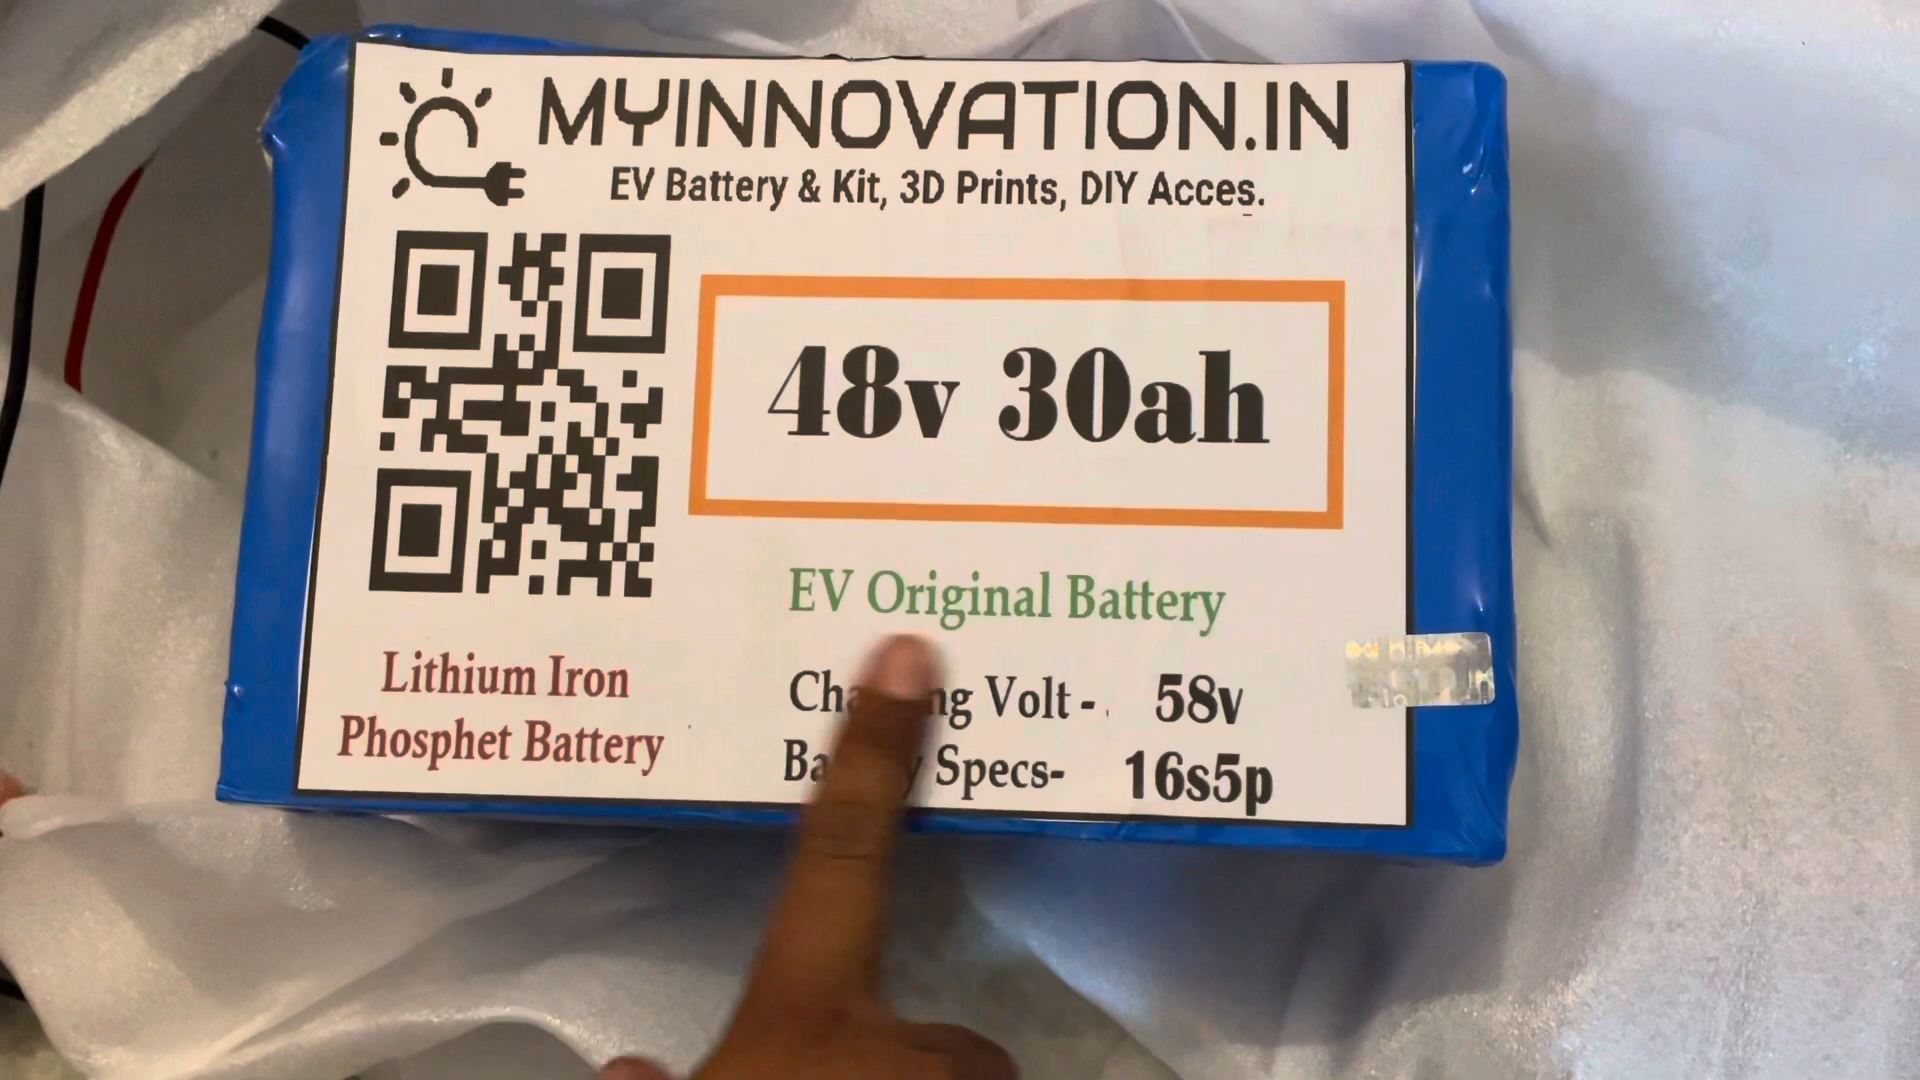 MYINNOVATION.IN
EV Battery & Kit, 3D Prints, DIY Acces.
48v 30ah
EV Original Battery
Lithium Iron
Phosphet Battery
Volt - 58v
Specs- 16s5p